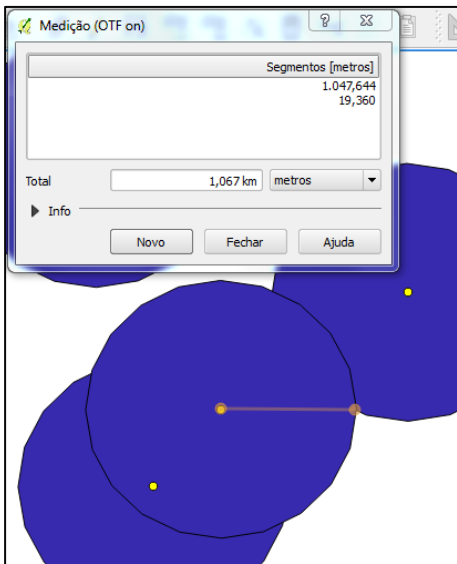 Medição (OTF on)
Segmentos [metros]
1.047,644
19,360
Total 1,067 km metros
Info
Novo Fechar Ajuda